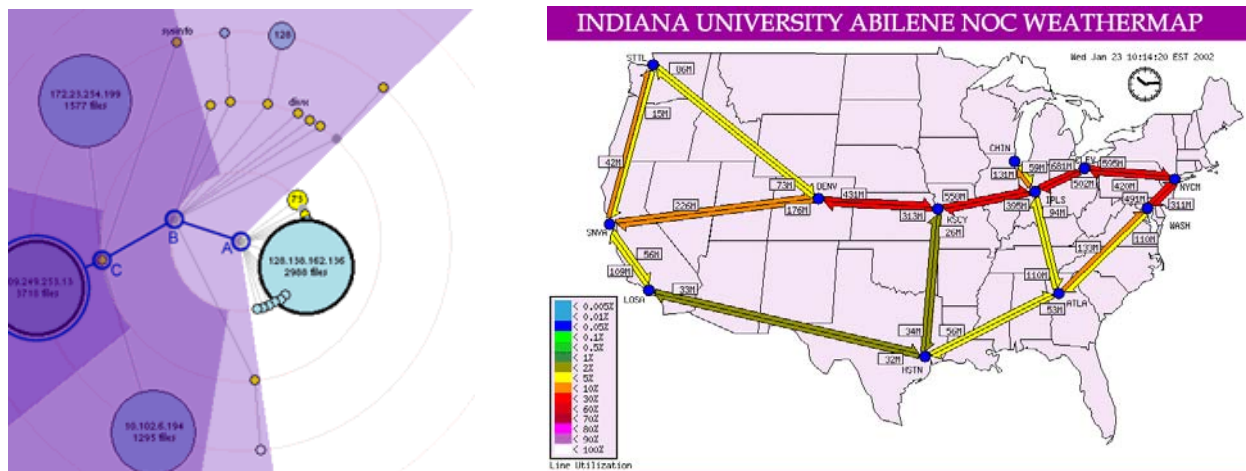 sysinfo
128
172.23.254.199
1577 files
dlmx
73
B
A
C
128.138.162.136
2988 files
3718 files
10.102.6.194
1295 files
INDIANA UNIVERSITY ABILENE NOC WEATHERMAP
Wed Jan 23 10:14:20 EST 2002
STTL
86M
15M
42M
CHIN
59M
681M
CLEV
595M
131M
502M
NYCM
73M
DENV
431M
550M
395M
IPLS
94M
420M
491M
311M
WASH
226M
176M
313M
KSCY
26M
SNVA
133M
110M
56M
109M
110M
LOSA
33M
53M
ATLA
34M
56M
32M
HSTN
< 0.005%
< 0.01%
< 0.05%
< 0.1%
< 0.5%
< 1%
< 2%
< 5%
< 10%
< 30%
< 60%
< 70%
< 80%
< 90%
< 100%
Line Utilization